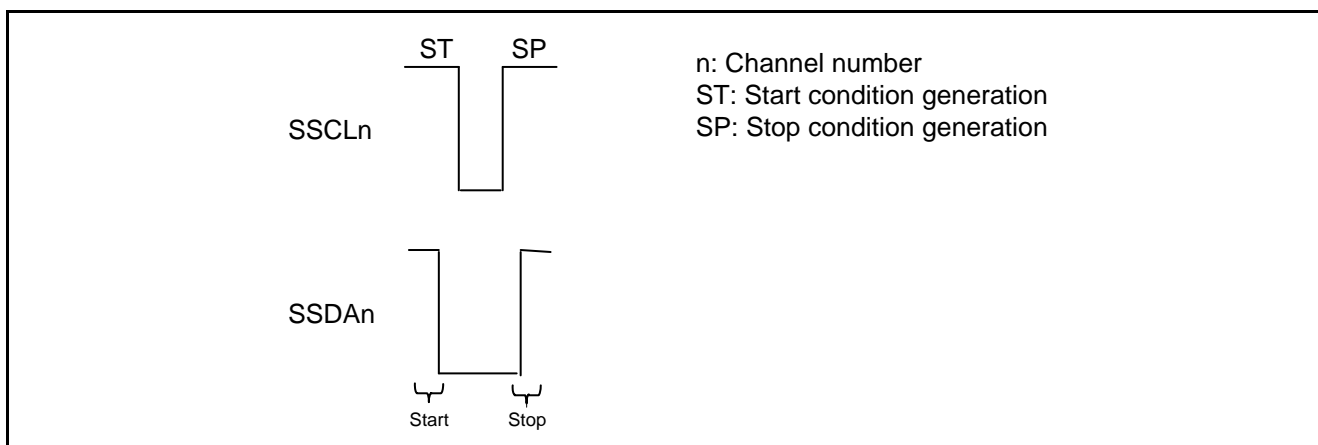 ST SP
n: Channel number
ST: Start condition generation
SP: Stop condition generation
SSCLn
SSDAn
Start Stop